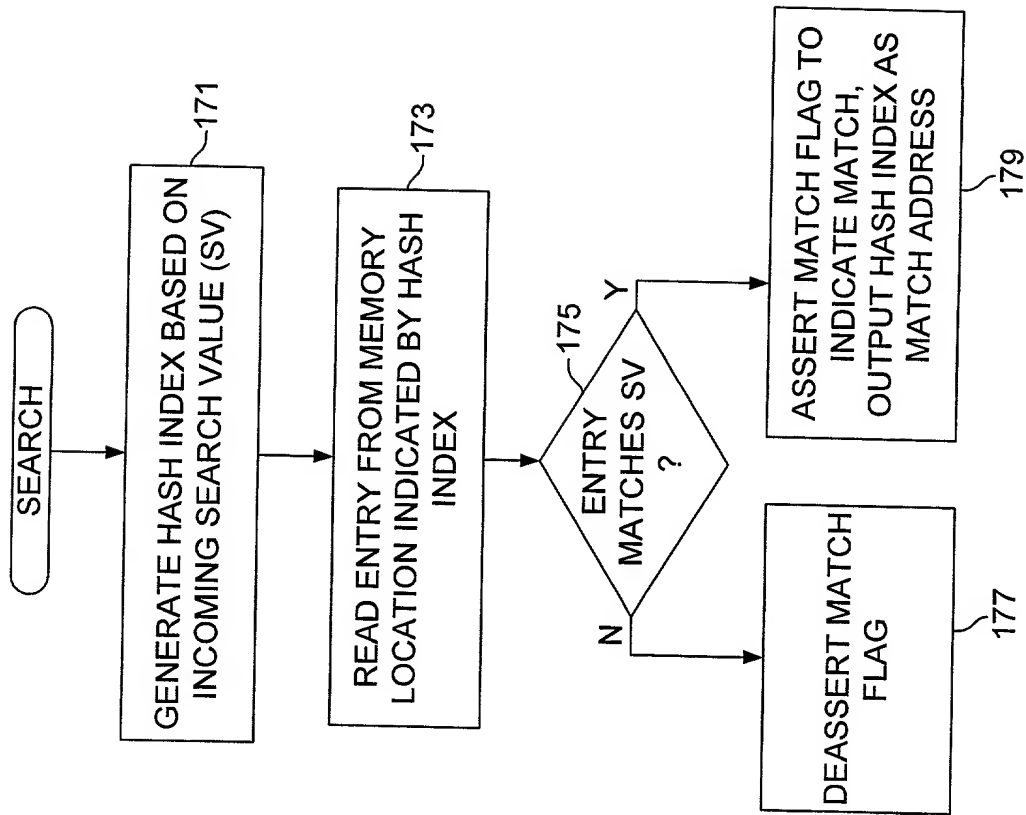 SEARCH
171
GENERATE HASH INDEX BASED ON
INCOMING SEARCH VALUE (SV)
173
READ ENTRY FROM MEMORY
LOCATION INDICATED BY HASH
INDEX
175
ENTRY
MATCHES SV
?
N
Y
DEASSERT MATCH
FLAG
177
ASSERT MATCH FLAG TO
INDICATE MATCH,
OUTPUT HASH INDEX AS
MATCH ADDRESS
179